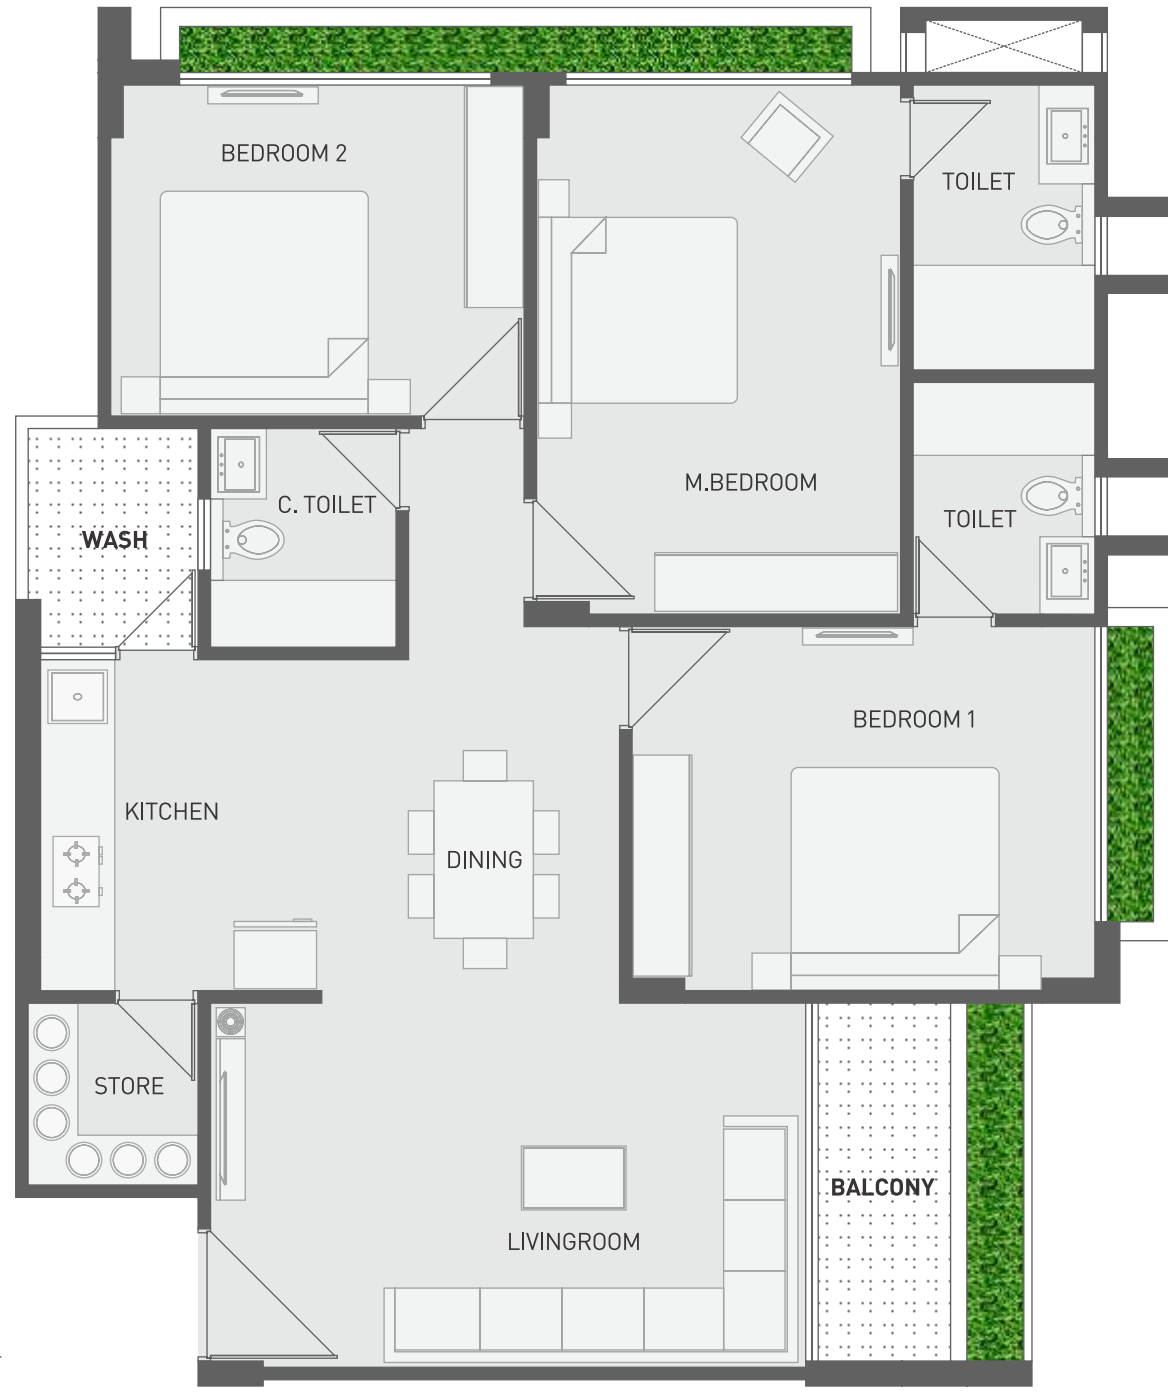 BEDROOM 2
TOILET
M.BEDROOM
C. TOILET
TOILET
WASH
BEDROOM 1
KITCHEN
DINING
STORE
BALCONY
LIVINGROOM